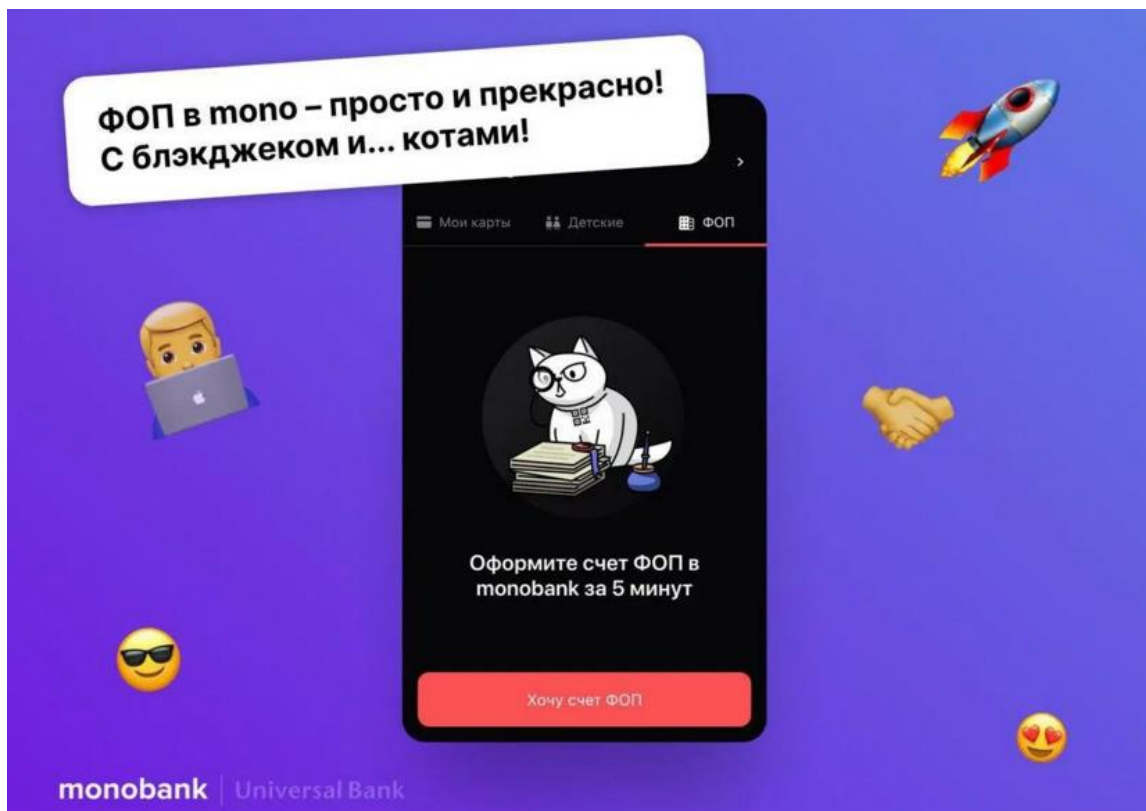 ФОП в mono – просто и прекрасно!
С блэкджеком и... котами!
Мои карты
Детские
ФОП
Оформите счет ФОП в
monobank за 5 минут
Хочу счет ФОП
monobank | Universal Bank